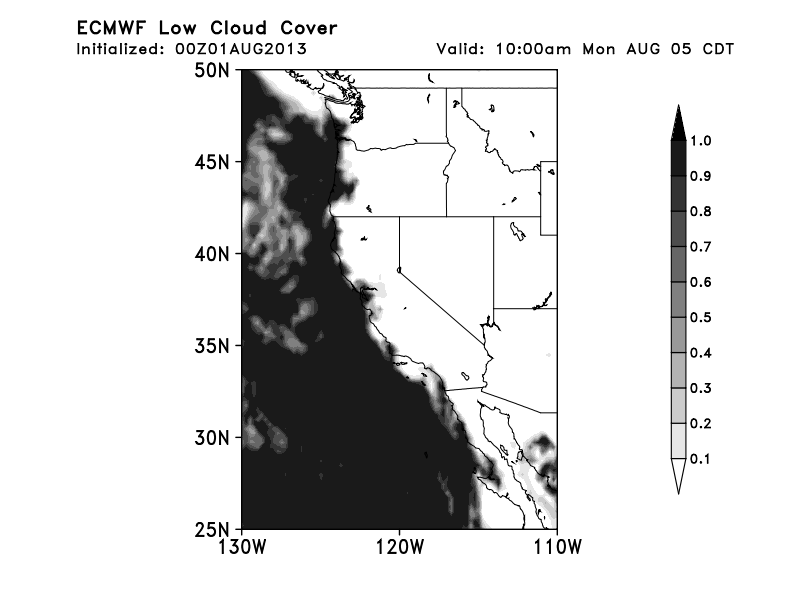 ECMWF Low Cloud Cover
Initialized: 00Z01AUG2013 Valid: 10:00am Mon AUG 05 CDT
50N
45N
40N
35N
30N
25N
130W 120W 110W
1.0
0.9
0.8
0.7
0.6
0.5
0.4
0.3
0.2
0.1